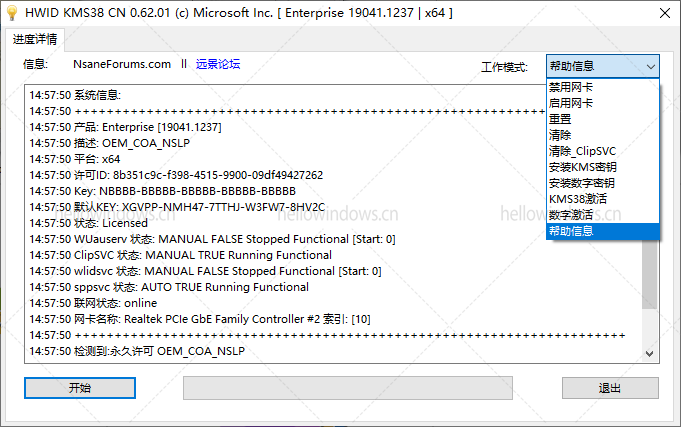 HWID KMS38 CN 0.62.01 (c) Microsoft Inc. [ Enterprise 19041.1237 | x64 ]
进度详情
信息: NsaneForums.com II 远景论坛
工作模式: 帮助信息
禁用网卡
启用网卡
重置
清除
清除_ClipSVC
安装KMS密钥
安装数字密钥
KMS38激活
数字激活
帮助信息
14:57:50 系统信息:
14:57:50 +++++++++++++++++++++++++++++++++++++++++++++++++++++++++++++
14:57:50 产品: Enterprise [19041.1237]
14:57:50 描述: OEM_COA_NSLP
14:57:50 平台: x64
14:57:50 许可ID: 8b351c9c-f398-4515-9900-09df49427262
14:57:50 Key: NBBBB-BBBBB-BBBBB-BBBBB-BBBBB
14:57:50 默认KEY: XGVPP-NMH47-7TTHJ-W3FW7-8HV2C
14:57:50 状态: Licensed
14:57:50 WUauserv 状态: MANUAL FALSE Stopped Functional [Start: 0]
14:57:50 ClipSVC 状态: MANUAL TRUE Running Functional
14:57:50 wlidsvc 状态: MANUAL FALSE Stopped Functional [Start: 0]
14:57:50 sppsvc 状态: AUTO TRUE Running Functional
14:57:50 联网状态: online
14:57:50 网卡名称: Realtek PCIe GbE Family Controller #2 索引: [10]
14:57:50 +++++++++++++++++++++++++++++++++++++++++++++++++++++++++++++
14:57:50 检测到:永久许可 OEM_COA_NSLP
开始
退出
hellowindows.cn
hellowindows.cn
hellowindows.cn